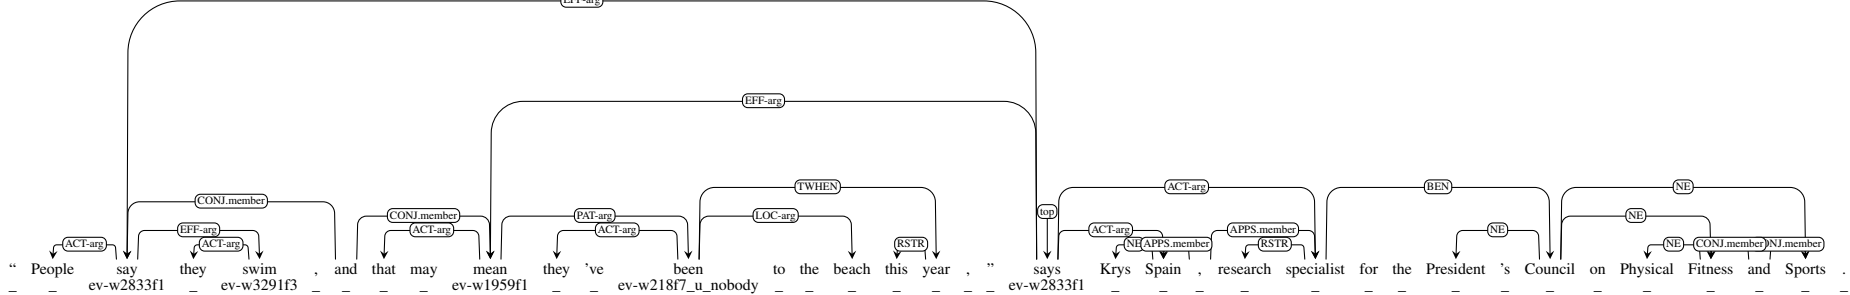 EFF-arg
EFF-arg
TWHEN ACT-arg BEN NE
CONJ.member top
CONJ.member PAT-arg LOC-arg NE
EFF-arg ACT-arg ACT-arg ACT-arg APPS.member NE
ACT-arg ACT-arg RSTR NE APPS.member RSTR NE CONJ.member
“ People say they swim , and that may mean they 've been to the beach this year , ” says Krys Spain , research specialist for the President 's Council on Physical Fitness and Sports .
_ _ ev-w2833f1 _ ev-w3291f3 _ _ _ _ ev-w1959f1 _ _ ev-w218f7_u_nobody _ _ _ _ _ _ _ ev-w2833f1 _ _ _ _ _ _ _ _ _ _ _ _ _ _ _ _